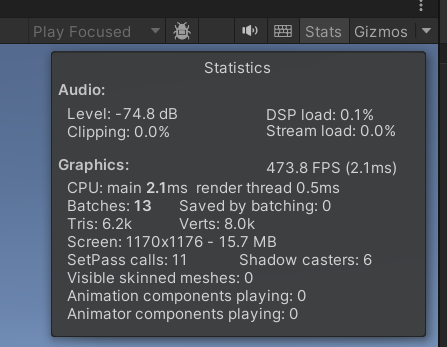 Play Focused Stats Gizmos
Statistics
Audio:
Level: -74.8 dB DSP load: 0.1%
Clipping: 0.0% Stream load: 0.0%
Graphics: 473.8 FPS (2.1ms)
CPU: main 2.1ms render thread 0.5ms
Batches: 13 Saved by batching: 0
Tris: 6.2k Verts: 8.0k
Screen: 1170x1176 - 15.7 MB
SetPass calls: 11 Shadow casters: 6
Visible skinned meshes: 0
Animation components playing: 0
Animator components playing: 0